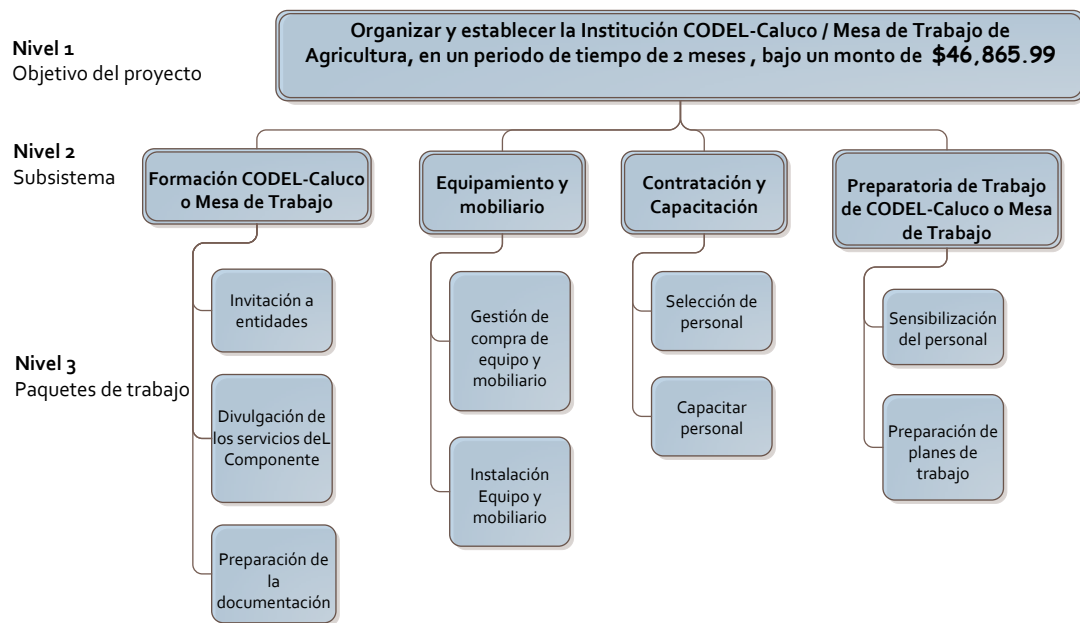 Nivel 1
Objetivo del proyecto
Organizar y establecer la Institución CODEL-Caluco / Mesa de Trabajo de
Agricultura, en un periodo de tiempo de 2 meses , bajo un monto de $46,865.99
Nivel 2
Subsistema
Formación CODEL-Caluco
o Mesa de Trabajo
Equipamiento y
mobiliario
Contratación y
Capacitación
Preparatoria de Trabajo
de CODEL-Caluco o Mesa
de Trabajo
Nivel 3
Paquetes de trabajo
Invitación a
entidades
Divulgación de
los servicios deL
Componente
Preparación de
la
documentación
Gestión de
compra de
equipo y
mobiliario
Instalación
Equipo y
mobiliario
Selección de
personal
Capacitar
personal
Sensibilización
del personal
Preparación de
planes de
trabajo